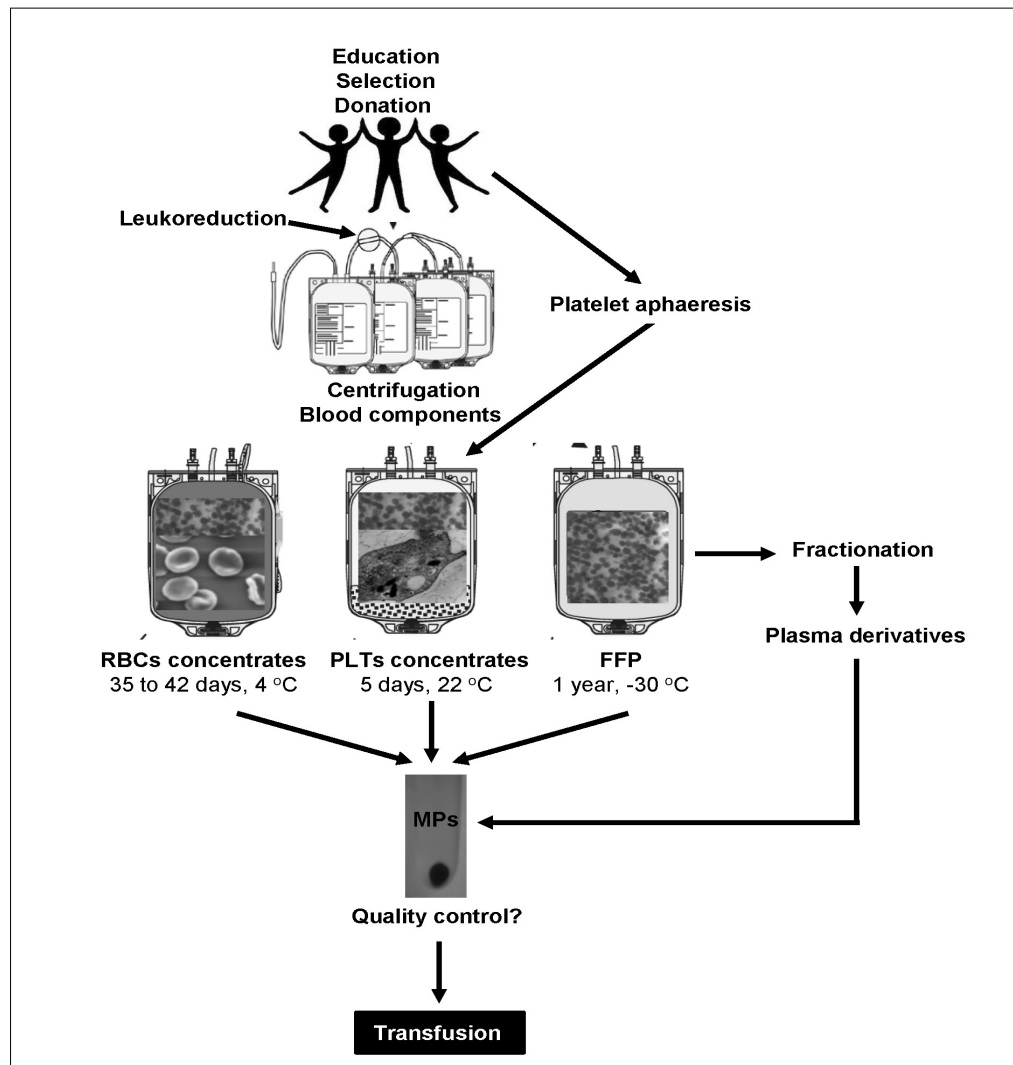 Education
Selection
Donation
Leukoreduction
Platelet aphaeresis
Centrifugation
Blood components
Fractionation
Plasma derivatives
RBCs concentrates
35 to 42 days, 4 °C
PLTs concentrates
5 days, 22 °C
FFP
1 year, -30 °C
MPs
Quality control?
Transfusion